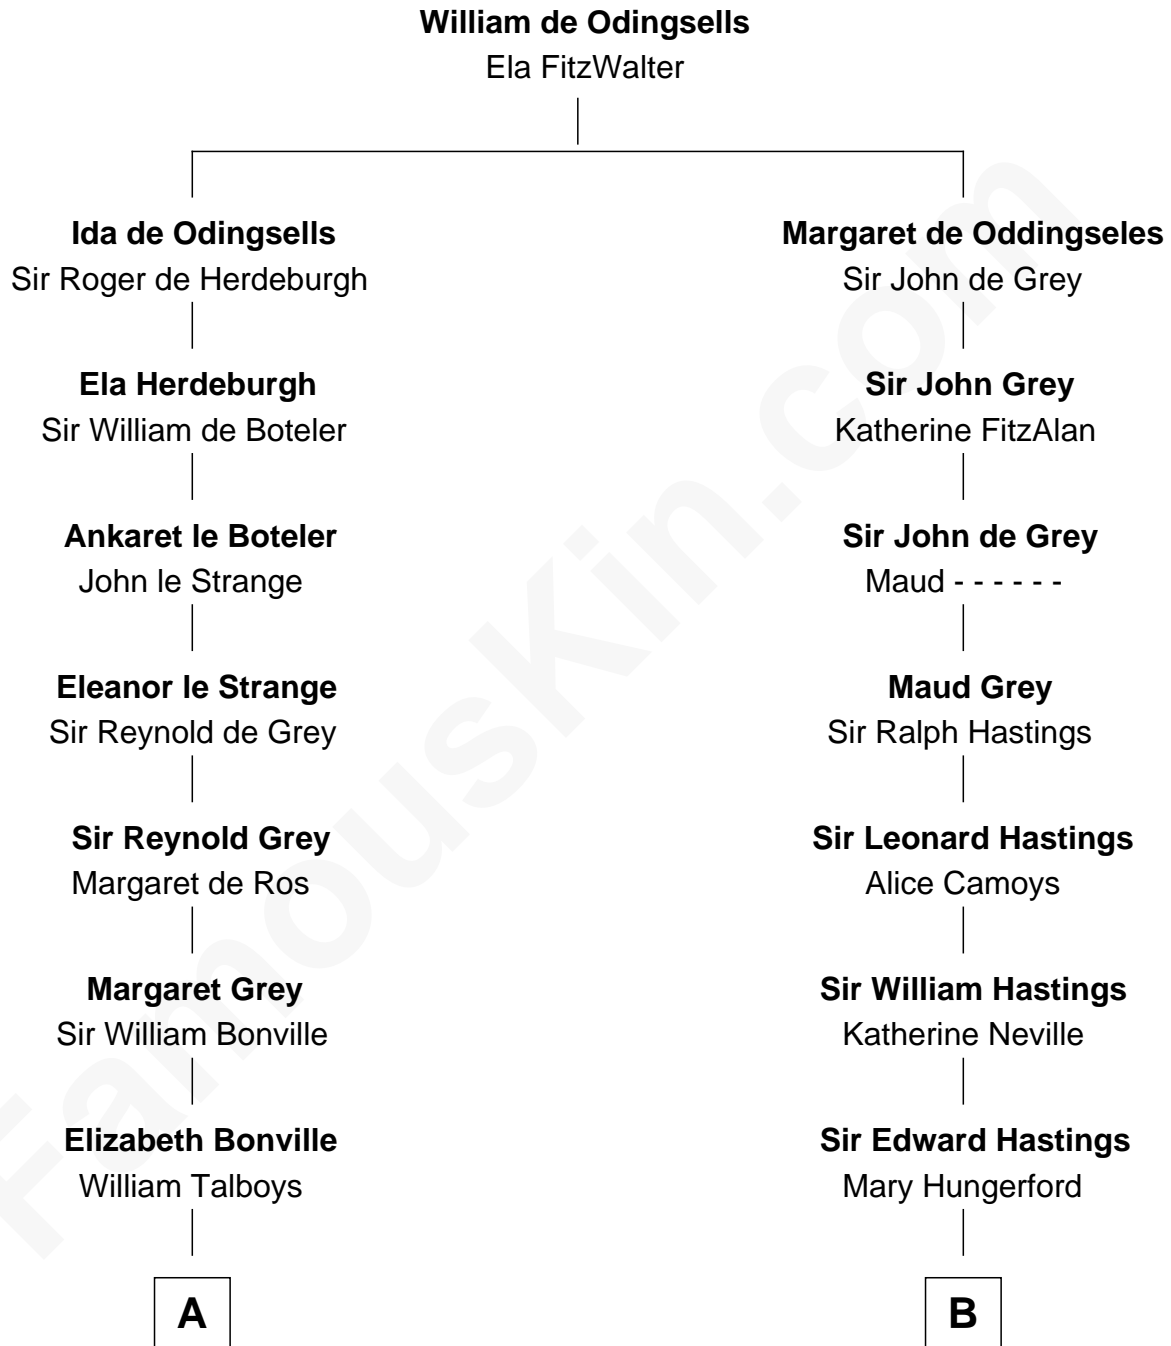 William de Odingsells
Ela FitzWalter
Ida de Odingsells
Sir Roger de Herdeburgh
Margaret de Oddingseles
Sir John de Grey
Ela Herdeburgh
Sir William de Boteler
Sir John Grey
Katherine FitzAlan
Ankaret le Boteler
John le Strange
Sir John de Grey
Maud - - - - - -
Eleanor le Strange
Sir Reynold de Grey
Maud Grey
Sir Ralph Hastings
Sir Reynold Grey
Margaret de Ros
Sir Leonard Hastings
Alice Camoys
Margaret Grey
Sir William Bonville
Sir William Hastings
Katherine Neville
Elizabeth Bonville
William Talboys
Sir Edward Hastings
Mary Hungerford
A
B
FamousKin.com